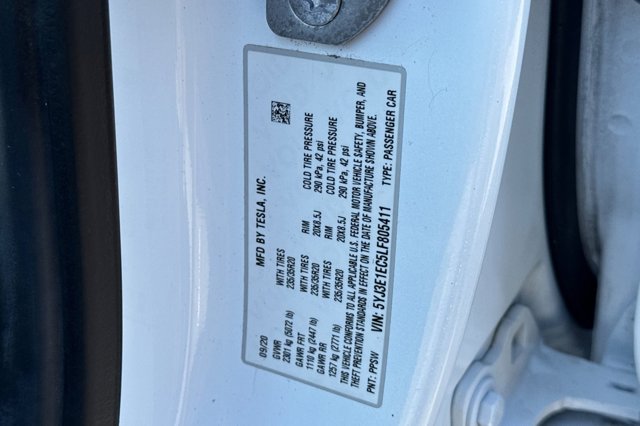 MFD BY TESLA, INC.
09/20
GVWR
2301 kg (5072 lb)
GAWR FRT WITH TIRES RIM COLD TIRE PRESSURE
1110 kg (2447 lb) 235/35R20 20X8.5J 290 kPa, 42 psi
GAWR RR WITH TIRES RIM COLD TIRE PRESSURE
1257 kg (2771 lb) 235/35R20 20X8.5J 290 kPa, 42 psi
THIS VEHICLE CONFORMS TO ALL APPLICABLE U.S. FEDERAL MOTOR VEHICLE SAFETY, BUMPER, AND
THEFT PREVENTION STANDARDS IN EFFECT ON THE DATE OF MANUFACTURE SHOWN ABOVE.
VIN: 5YJ3E1EC5LF805411 TYPE: PASSENGER CAR
PNT: PPSW